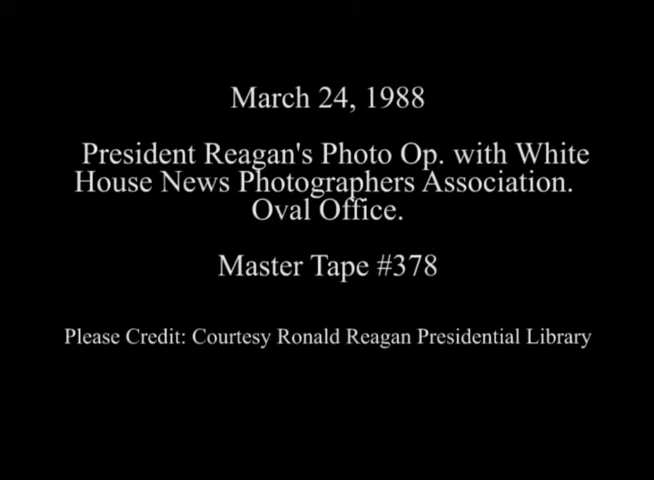 March 24, 1988
President Reagan's Photo Op. with White
House News Photographers Association.
Oval Office.
Master Tape #378
Please Credit: Courtesy Ronald Reagan Presidential Library